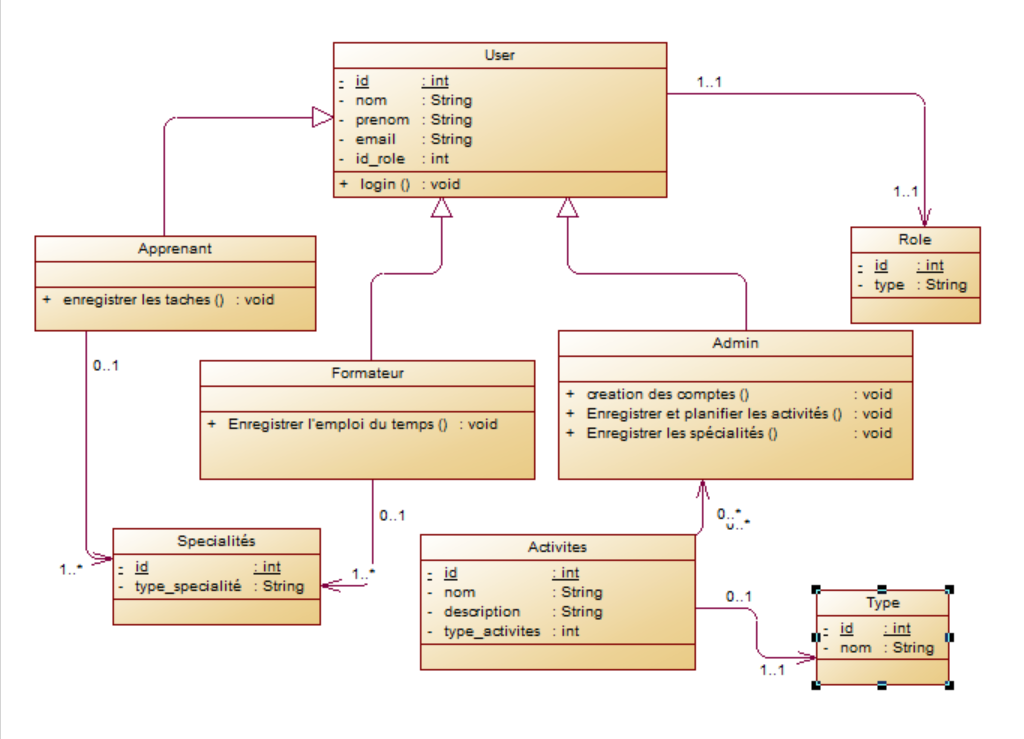 User
- id : int
- nom : String
- prenom : String
- email : String
- id_role : int
+ login () : void
1..1
1..1
Role
- id : int
- type : String
Apprenant
+ enregistrer les taches () : void
0..1
Formateur
+ Enregistrer l'emploi du temps () : void
0..1
Admin
+ creation des comptes () : void
+ Enregistrer et planifier les activités () : void
+ Enregistrer les spécialités () : void
0..*
0..*
Specialités
- id : int
- type_specialité : String
1..*
1..*
Activites
- id : int
- nom : String
- description : String
- type_activites : int
0..1
1..1
Type
- id : int
- nom : String